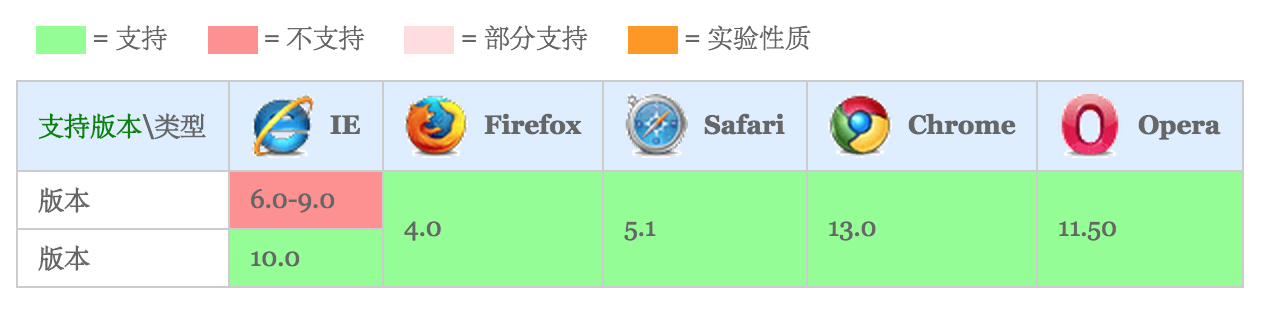 = 支持 = 不支持 = 部分支持 = 实验性质
支持版本\类型 IE Firefox Safari Chrome Opera
版本 6.0-9.0
4.0 5.1 13.0 11.50
版本 10.0